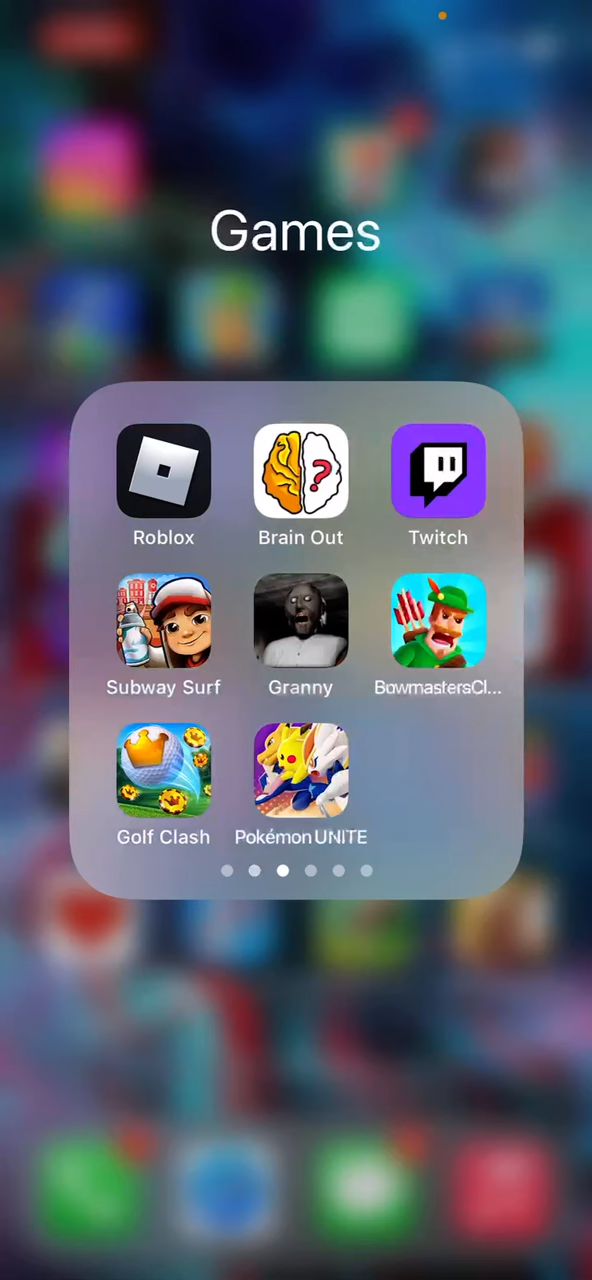 Games
Roblox
Brain Out
Twitch
Subway Surf
Granny
BowmastersCl...
Golf Clash
Pokémon UNITE